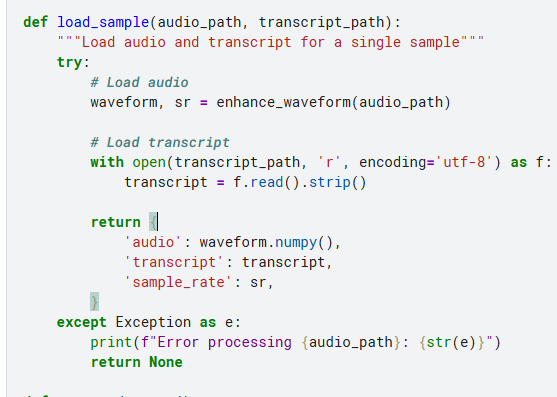 def load_sample(audio_path, transcript_path):
    """Load audio and transcript for a single sample"""
    try:
        # Load audio
        waveform, sr = enhance_waveform(audio_path)

        # Load transcript
        with open(transcript_path, 'r', encoding='utf-8') as f:
            transcript = f.read().strip()

        return {
            'audio': waveform.numpy(),
            'transcript': transcript,
            'sample_rate': sr,
        }
    except Exception as e:
        print(f"Error processing {audio_path}: {str(e)}")
        return None